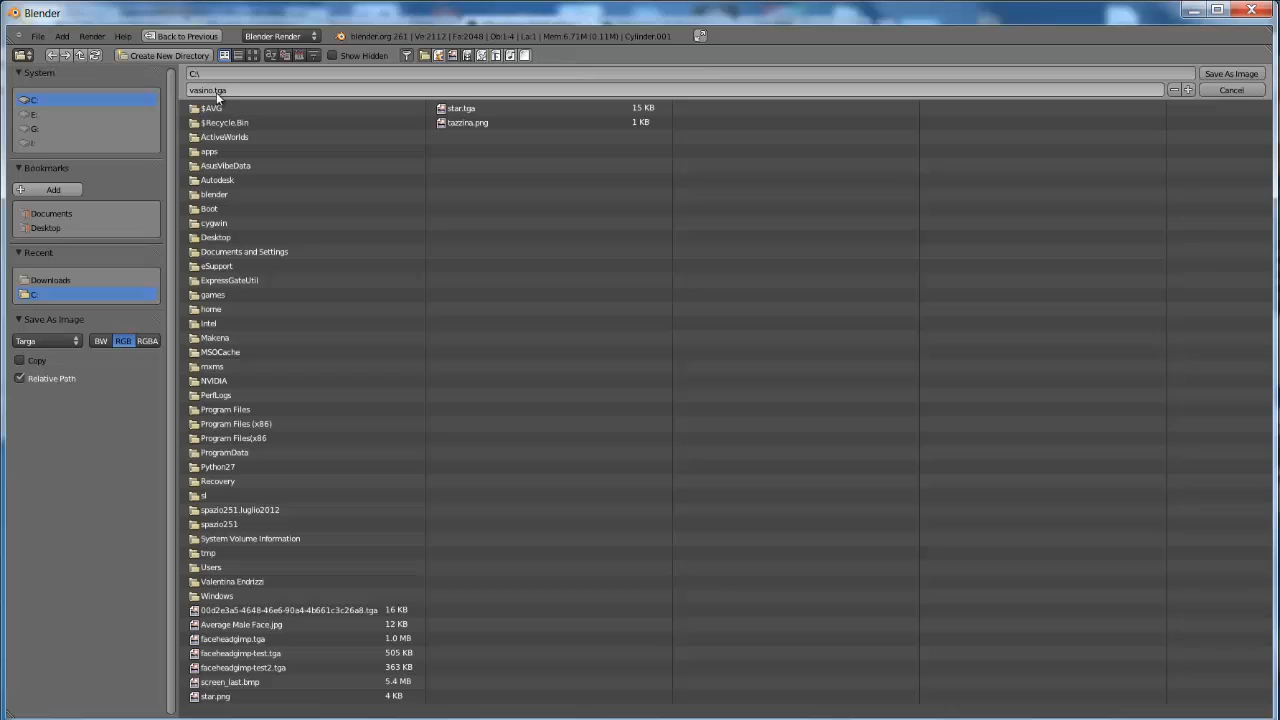 Blender
File Add Render Help Back to Previous Blender Render blender.org 261 | Ve:2112 | Fa:2048 | Ob:1-4 | La:1 | Mem:6.71M (0.11M) | Cylinder.001
Create New Directory Show Hidden
System
C:
E:
G:
I:
Bookmarks
Add
Documents
Desktop
Recent
Downloads
C:
Save As Image
Targa BW RGB RGBA
Copy
Relative Path
C:\ Save As Image
vasino.tga Cancel
$AVG
$Recycle.Bin
ActiveWorlds
apps
AsusVibeData
Autodesk
blender
Boot
cygwin
Desktop
Documents and Settings
eSupport
ExpressGateUtil
games
home
Intel
Makena
MSOCache
mxms
NVIDIA
PerfLogs
Program Files
Program Files (x86)
Program Files(x86
ProgramData
Python27
Recovery
sl
spazio251.luglio2012
spazio251
System Volume Information
tmp
Users
Valentina Endrizzi
Windows
00d2e3a5-4648-46e6-90a4-4b661c3c26a8.tga 16 KB
Average Male Face.jpg 12 KB
faceheadgimp.tga 1.0 MB
faceheadgimp-test.tga 505 KB
faceheadgimp-test2.tga 363 KB
screen_last.bmp 5.4 MB
star.png 4 KB
star.tga 15 KB
tazzina.png 1 KB